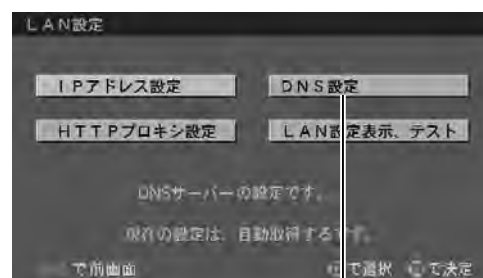 LAN設定
IPアドレス設定
DNS設定
HTTPプロキシ設定
LAN設定表示、テスト
DNSサーバーの設定です。
現在の設定は、自動取得するです。
で前画面
で選択
で決定